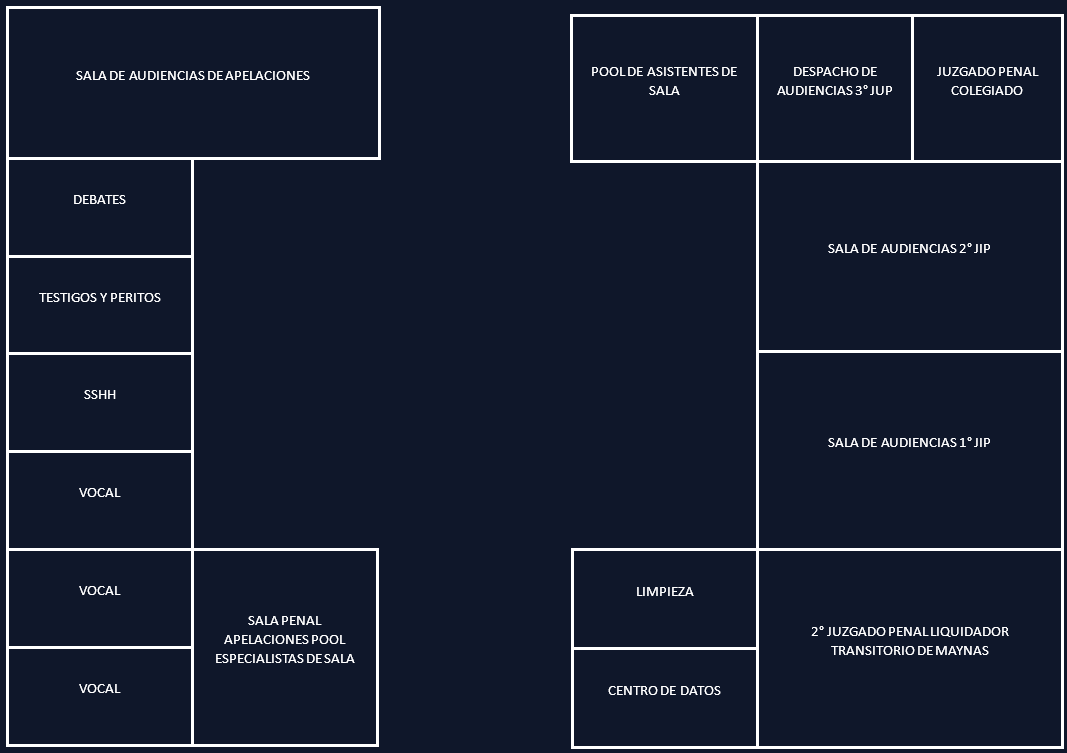 SALA DE AUDIENCIAS DE APELACIONES
POOL DE ASISTENTES DE
SALA
DESPACHO DE
AUDIENCIAS 3° JUP
JUZGADO PENAL
COLEGIADO
DEBATES
TESTIGOS Y PERITOS
SSHH
VOCAL
VOCAL
VOCAL
SALA PENAL
APELACIONES POOL
ESPECIALISTAS DE SALA
SALA DE AUDIENCIAS 2° JIP
SALA DE AUDIENCIAS 1° JIP
LIMPIEZA
CENTRO DE DATOS
2° JUZGADO PENAL LIQUIDADOR
TRANSITORIO DE MAYNAS